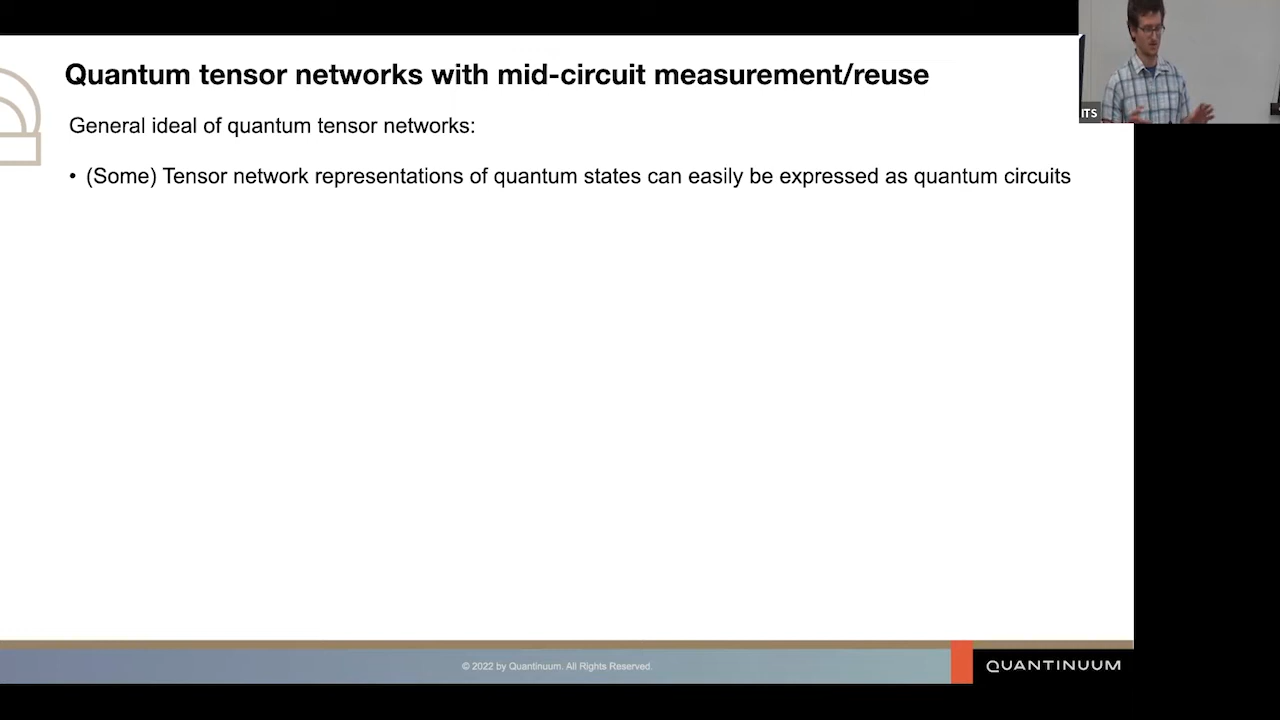 Quantum tensor networks with mid-circuit measurement/reuse
General ideal of quantum tensor networks:
• (Some) Tensor network representations of quantum states can easily be expressed as quantum circuits
ITS
© 2022 by Quantinuum. All Rights Reserved.
QUANTINUUM